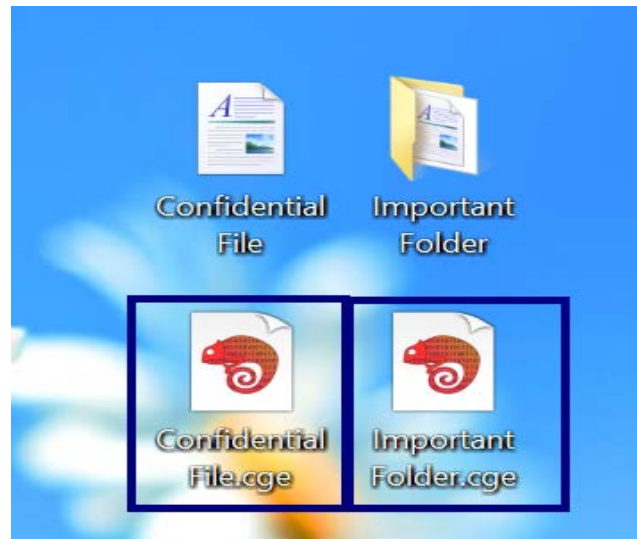 Confidential
File
Important
Folder
Confidential
File.cge
Important
Folder.cge